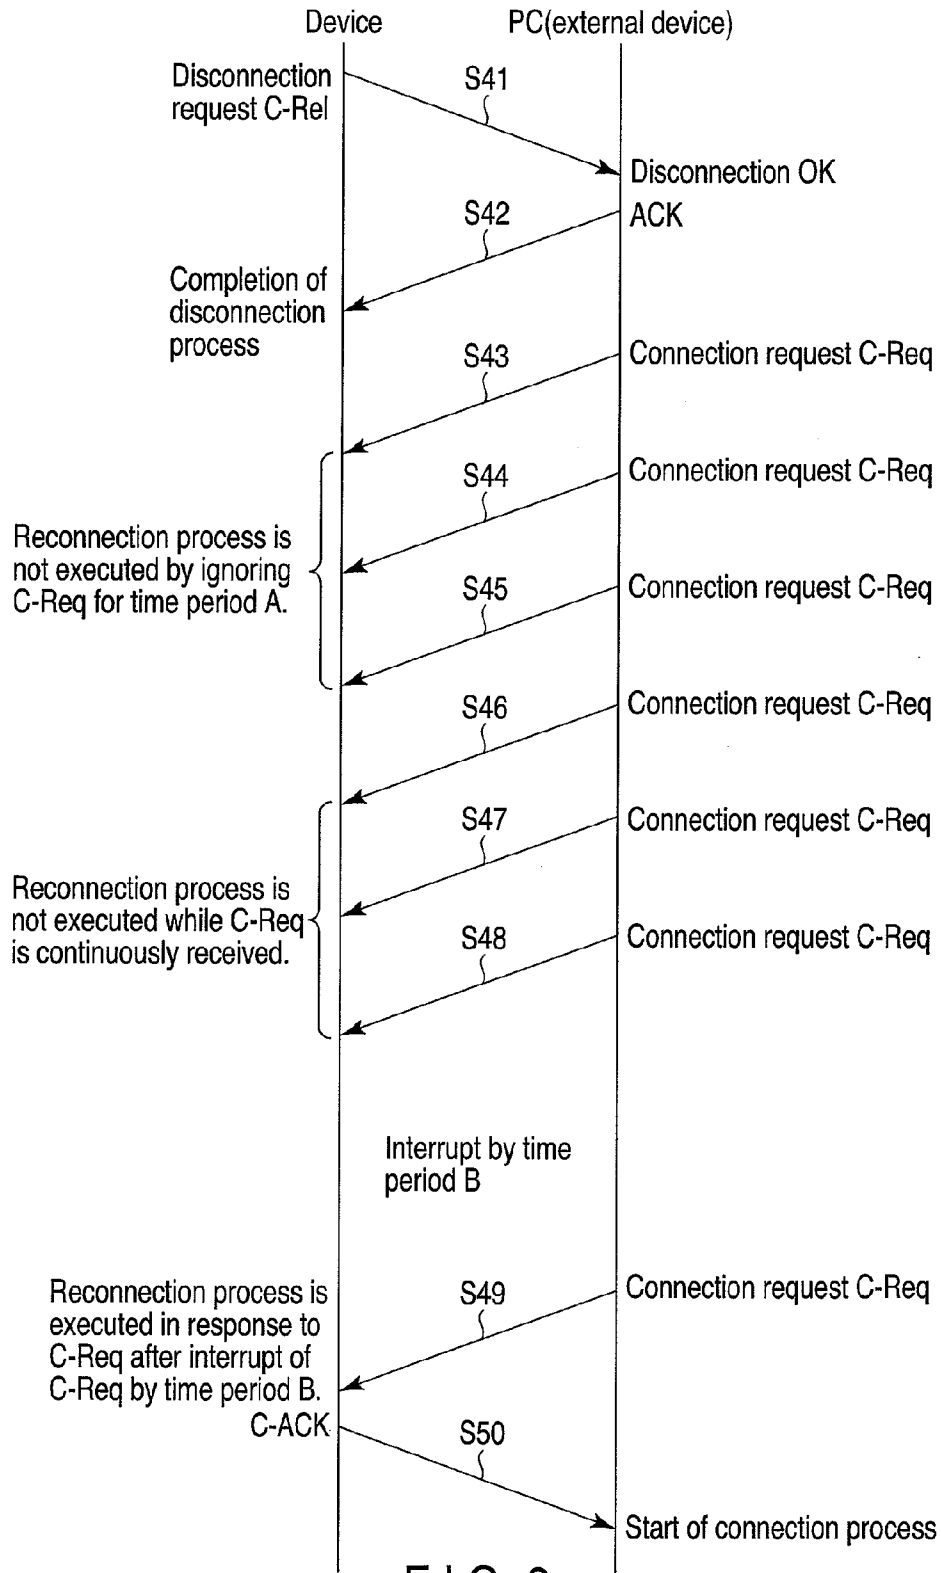 Device
PC(external device)
Disconnection
request C-Rel
S41
Disconnection OK
S42
ACK
Completion of
disconnection
process
S43
Connection request C-Req
S44
Connection request C-Req
Reconnection process is
not executed by ignoring
C-Req for time period A.
S45
Connection request C-Req
S46
Connection request C-Req
S47
Connection request C-Req
Reconnection process is
not executed while C-Req
is continuously received.
S48
Connection request C-Req
Interrupt by time
period B
Reconnection process is
executed in response to
C-Req after interrupt of
C-Req by time period B.
S49
Connection request C-Req
C-ACK
S50
Start of connection process